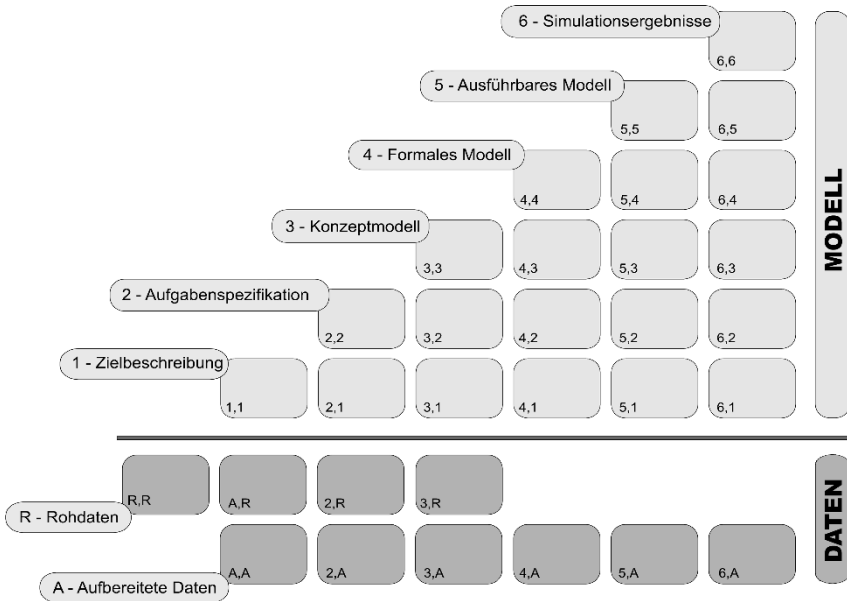 6 - Simulationsergebnisse
6,6
5 - Ausführbares Modell
5,5 6,5
4 - Formales Modell
4,4 5,4 6,4
3 - Konzeptmodell
3,3 4,3 5,3 6,3
2 - Aufgabenspezifikation
2,2 3,2 4,2 5,2 6,2
1 - Zielbeschreibung
1,1 2,1 3,1 4,1 5,1 6,1
MODELL
R,R A,R 2,R 3,R
R - Rohdaten
A,A 2,A 3,A 4,A 5,A 6,A
A - Aufbereitete Daten
DATEN